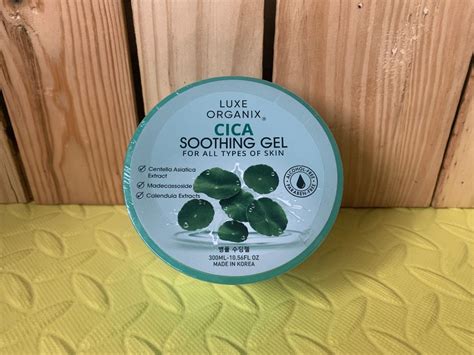 LUXE
ORGANIX®
CICA
SOOTHING GEL
FOR ALL TYPES OF SKIN
Centella Asiatica
Extract
Madecassoside
Calendula Extracts
ALCOHOL-FREE
PARABEN-FREE
병풀 수딩젤
300ML-10.56FL OZ
MADE IN KOREA